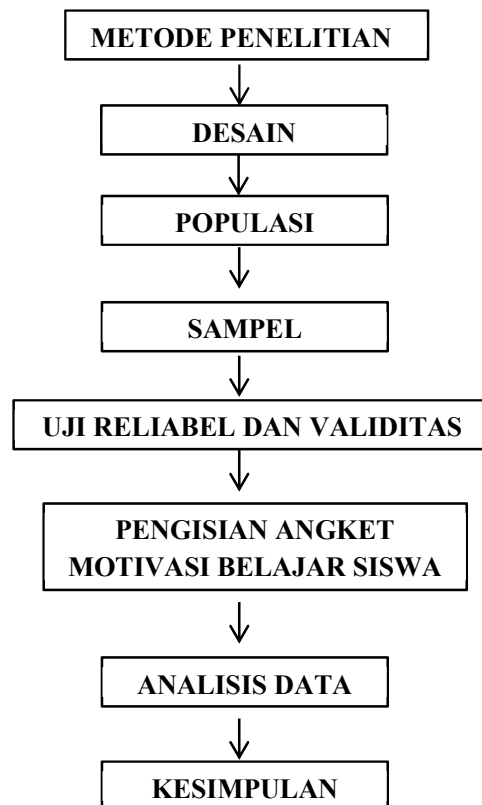 METODE PENELITIAN
DESAIN
POPULASI
SAMPEL
UJI RELIABEL DAN VALIDITAS
PENGISIAN ANGKET
MOTIVASI BELAJAR SISWA
ANALISIS DATA
KESIMPULAN